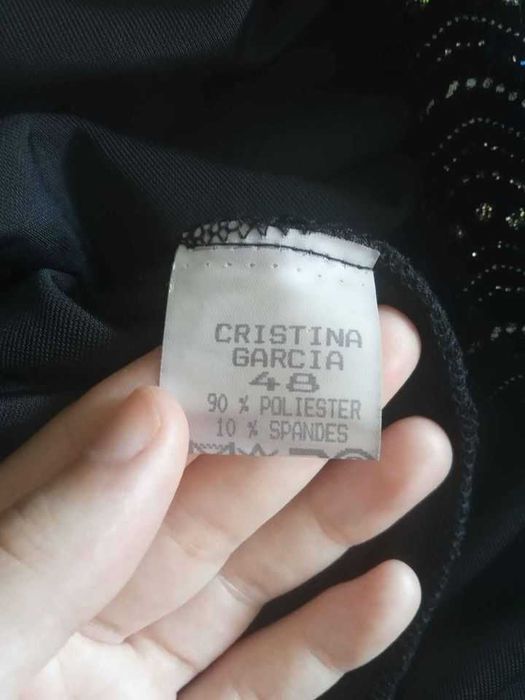 CRISTINA
GARCIA
48
90 % POLIESTER
10 % SPANDES